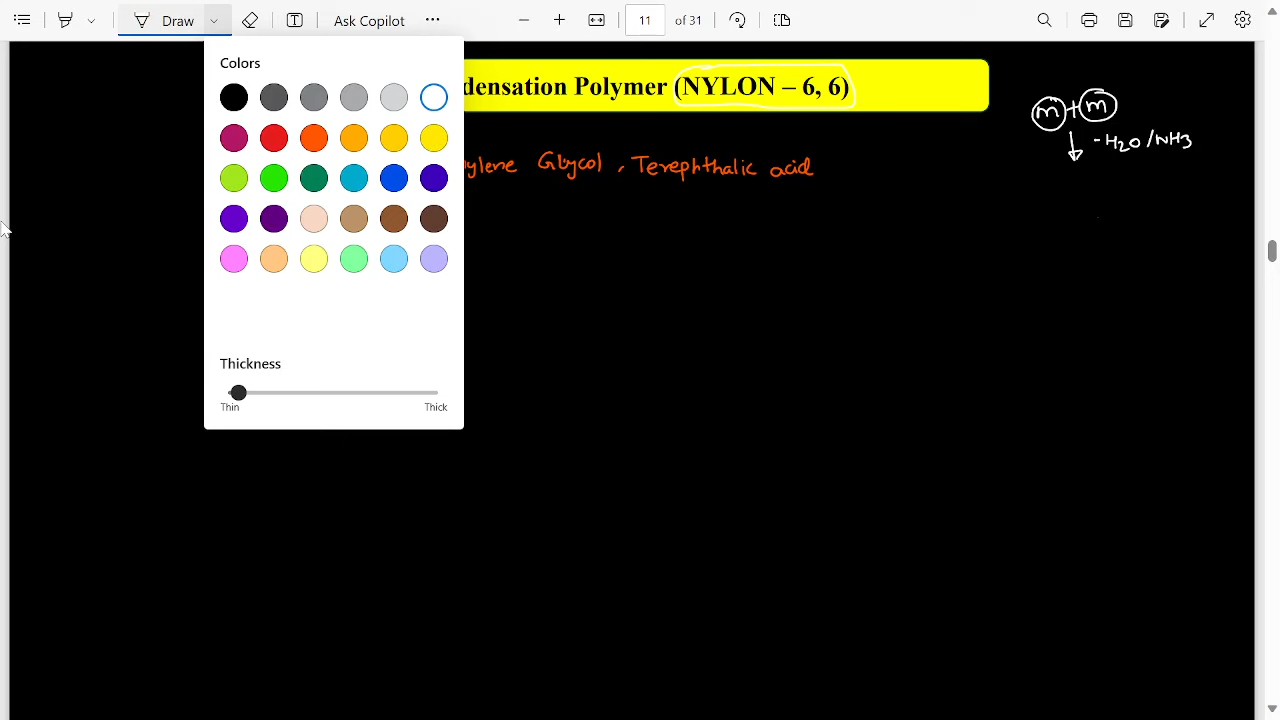 Draw Ask Copilot 11 of 31
Colors
densation Polymer (NYLON – 6, 6)
m + m
- H2O / NH3
ylene Glycol, Terephthalic acid
Thickness
Thin Thick